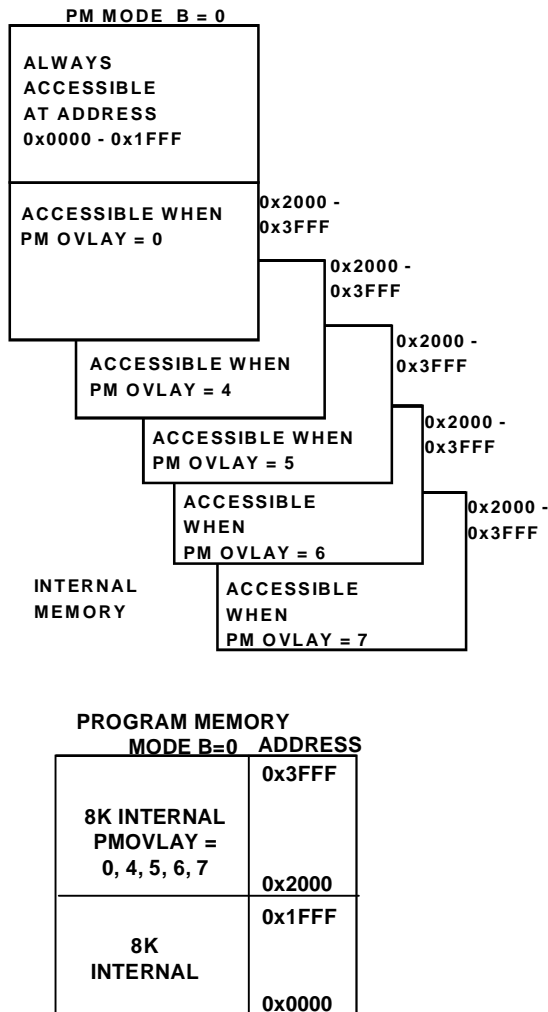 PM MODE B = 0
ALWAYS
ACCESSIBLE
AT ADDRESS
0x0000 - 0x1FFF
ACCESSIBLE WHEN
PM OVLAY = 0
0x2000 -
0x3FFF
0x2000 -
0x3FFF
ACCESSIBLE WHEN
PM OVLAY = 4
0x2000 -
0x3FFF
ACCESSIBLE WHEN
PM OVLAY = 5
0x2000 -
0x3FFF
ACCESSIBLE
WHEN
PM OVLAY = 6
0x2000 -
0x3FFF
INTERNAL
MEMORY
ACCESSIBLE
WHEN
PM OVLAY = 7
PROGRAM MEMORY
MODE B=0 ADDRESS
0x3FFF
8K INTERNAL
PMOVLAY =
0, 4, 5, 6, 7
0x2000
0x1FFF
8K
INTERNAL
0x0000